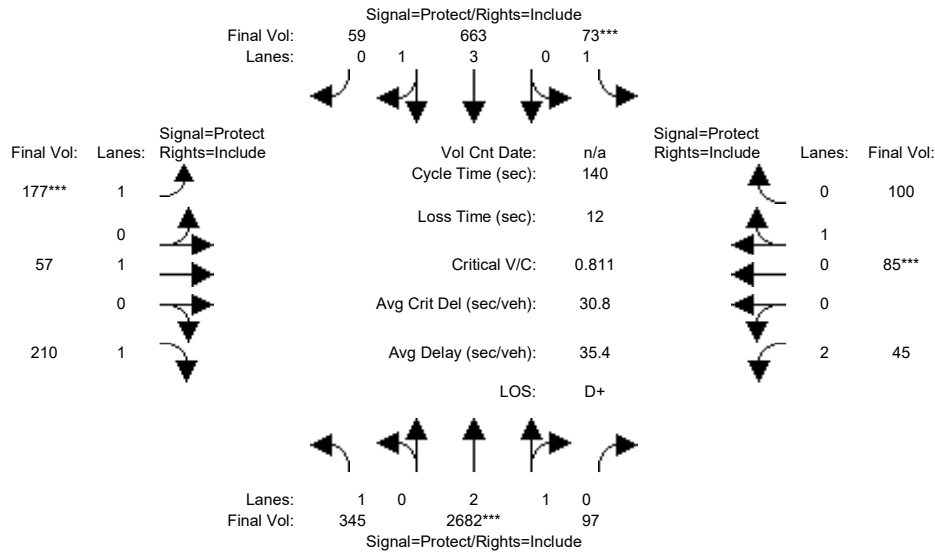 Signal=Protect/Rights=Include
Final Vol: 59 663 73***
Lanes: 0 1 3 0 1
Signal=Protect Signal=Protect
Final Vol: Lanes: Rights=Include Vol Cnt Date: n/a Rights=Include Lanes: Final Vol:
Cycle Time (sec): 140
177*** 1 0 100
Loss Time (sec): 12
0 1
57 1 Critical V/C: 0.811 0 85***
0 Avg Crit Del (sec/veh): 30.8 0
210 1 Avg Delay (sec/veh): 35.4 2 45
LOS: D+
Lanes: 1 0 2 1 0
Final Vol: 345 2682*** 97
Signal=Protect/Rights=Include